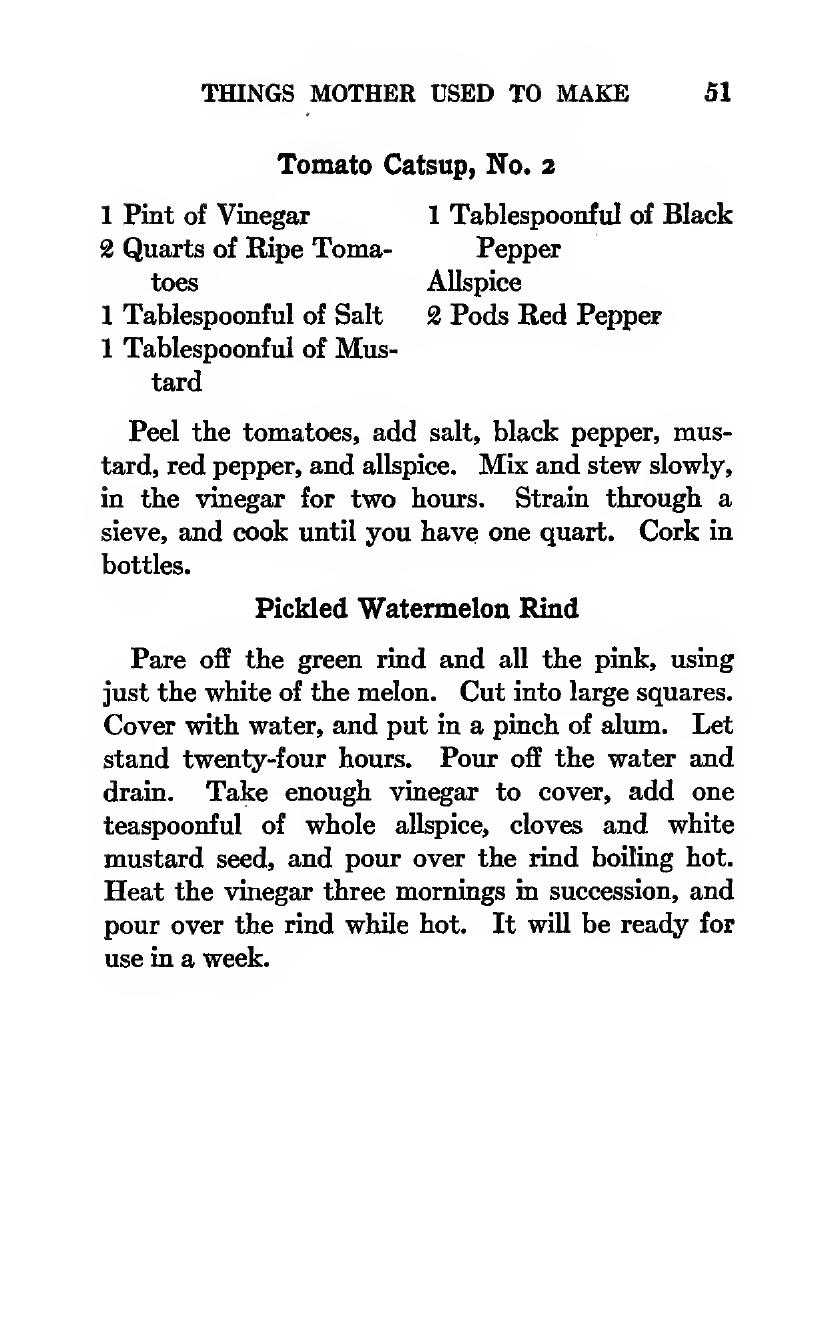 THINGS MOTHER USED TO MAKE 51
Tomato Catsup, No. 2
1 Pint of Vinegar
2 Quarts of Ripe Toma-
toes
1 Tablespoonful of Salt
1 Tablespoonful of Mus-
tard
1 Tablespoonful of Black
Pepper
Allspice
2 Pods Red Pepper
Peel the tomatoes, add salt, black pepper, mus-
tard, red pepper, and allspice. Mix and stew slowly,
in the vinegar for two hours. Strain through a
sieve, and cook until you have one quart. Cork in
bottles.
Pickled Watermelon Rind
Pare off the green rind and all the pink, using
just the white of the melon. Cut into large squares.
Cover with water, and put in a pinch of alum. Let
stand twenty-four hours. Pour off the water and
drain. Take enough vinegar to cover, add one
teaspoonful of whole allspice, cloves and white
mustard seed, and pour over the rind boiling hot.
Heat the vinegar three mornings in succession, and
pour over the rind while hot. It will be ready for
use in a week.